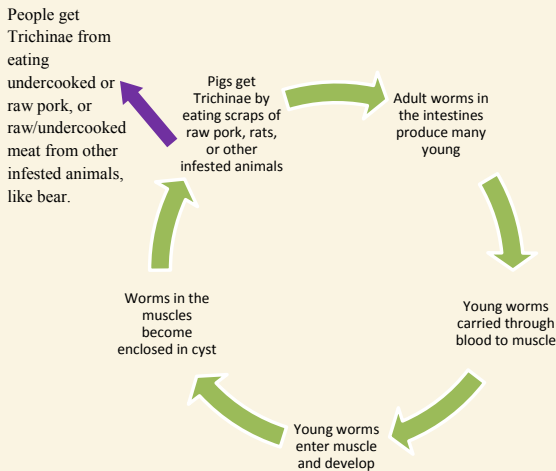 People get
Trichinae from
eating
undercooked or
raw pork, or
raw/undercooked
meat from other
infested animals,
like bear.
Pigs get
Trichinae by
eating scraps of
raw pork, rats,
or other
infested animals
Adult worms in
the intestines
produce many
young
Young worms
carried through
blood to muscle
Young worms
enter muscle
and develop
Worms in the
muscles
become
enclosed in cyst